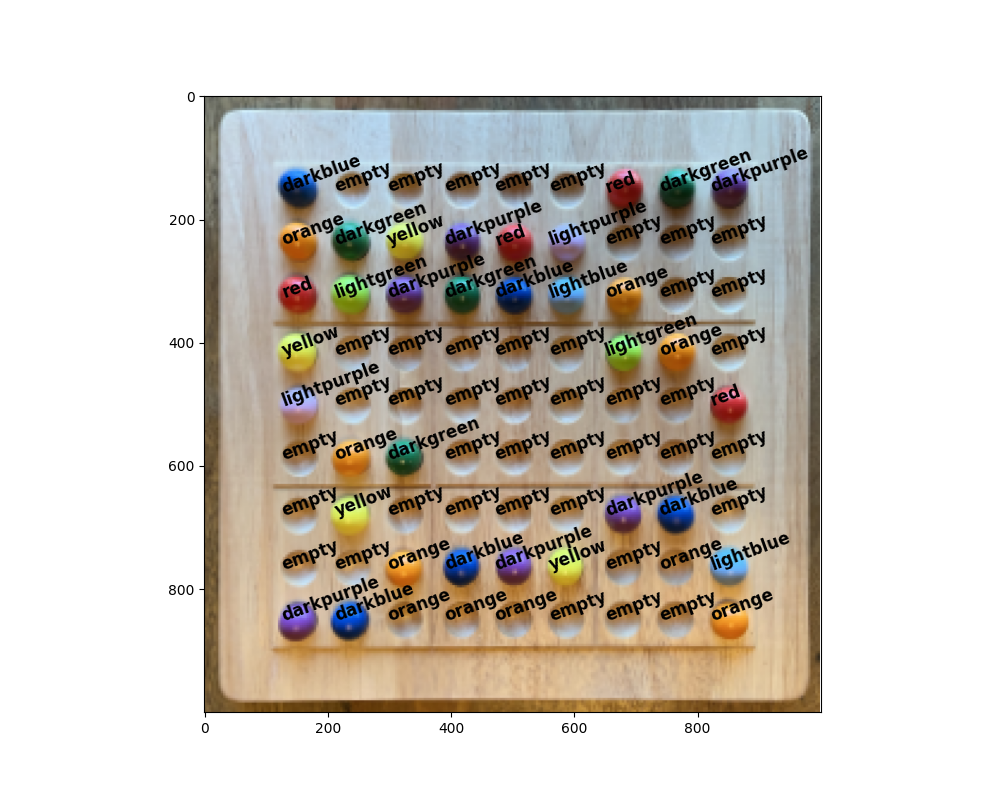 0
darkblue empty empty empty empty empty red darkgreen darkpurple
200
orange darkgreen yellow darkpurple red lightpurple empty empty empty
red lightgreen darkpurple darkgreen darkblue lightblue orange empty empty
400
yellow empty empty empty empty empty lightgreen orange empty
lightpurple empty empty empty empty empty empty empty red
600
empty orange darkgreen empty empty empty empty empty empty
empty yellow empty empty empty empty darkpurple darkblue empty
empty empty orange darkblue darkpurple yellow empty orange lightblue
800
darkpurple darkblue orange orange orange empty empty empty orange
0 200 400 600 800